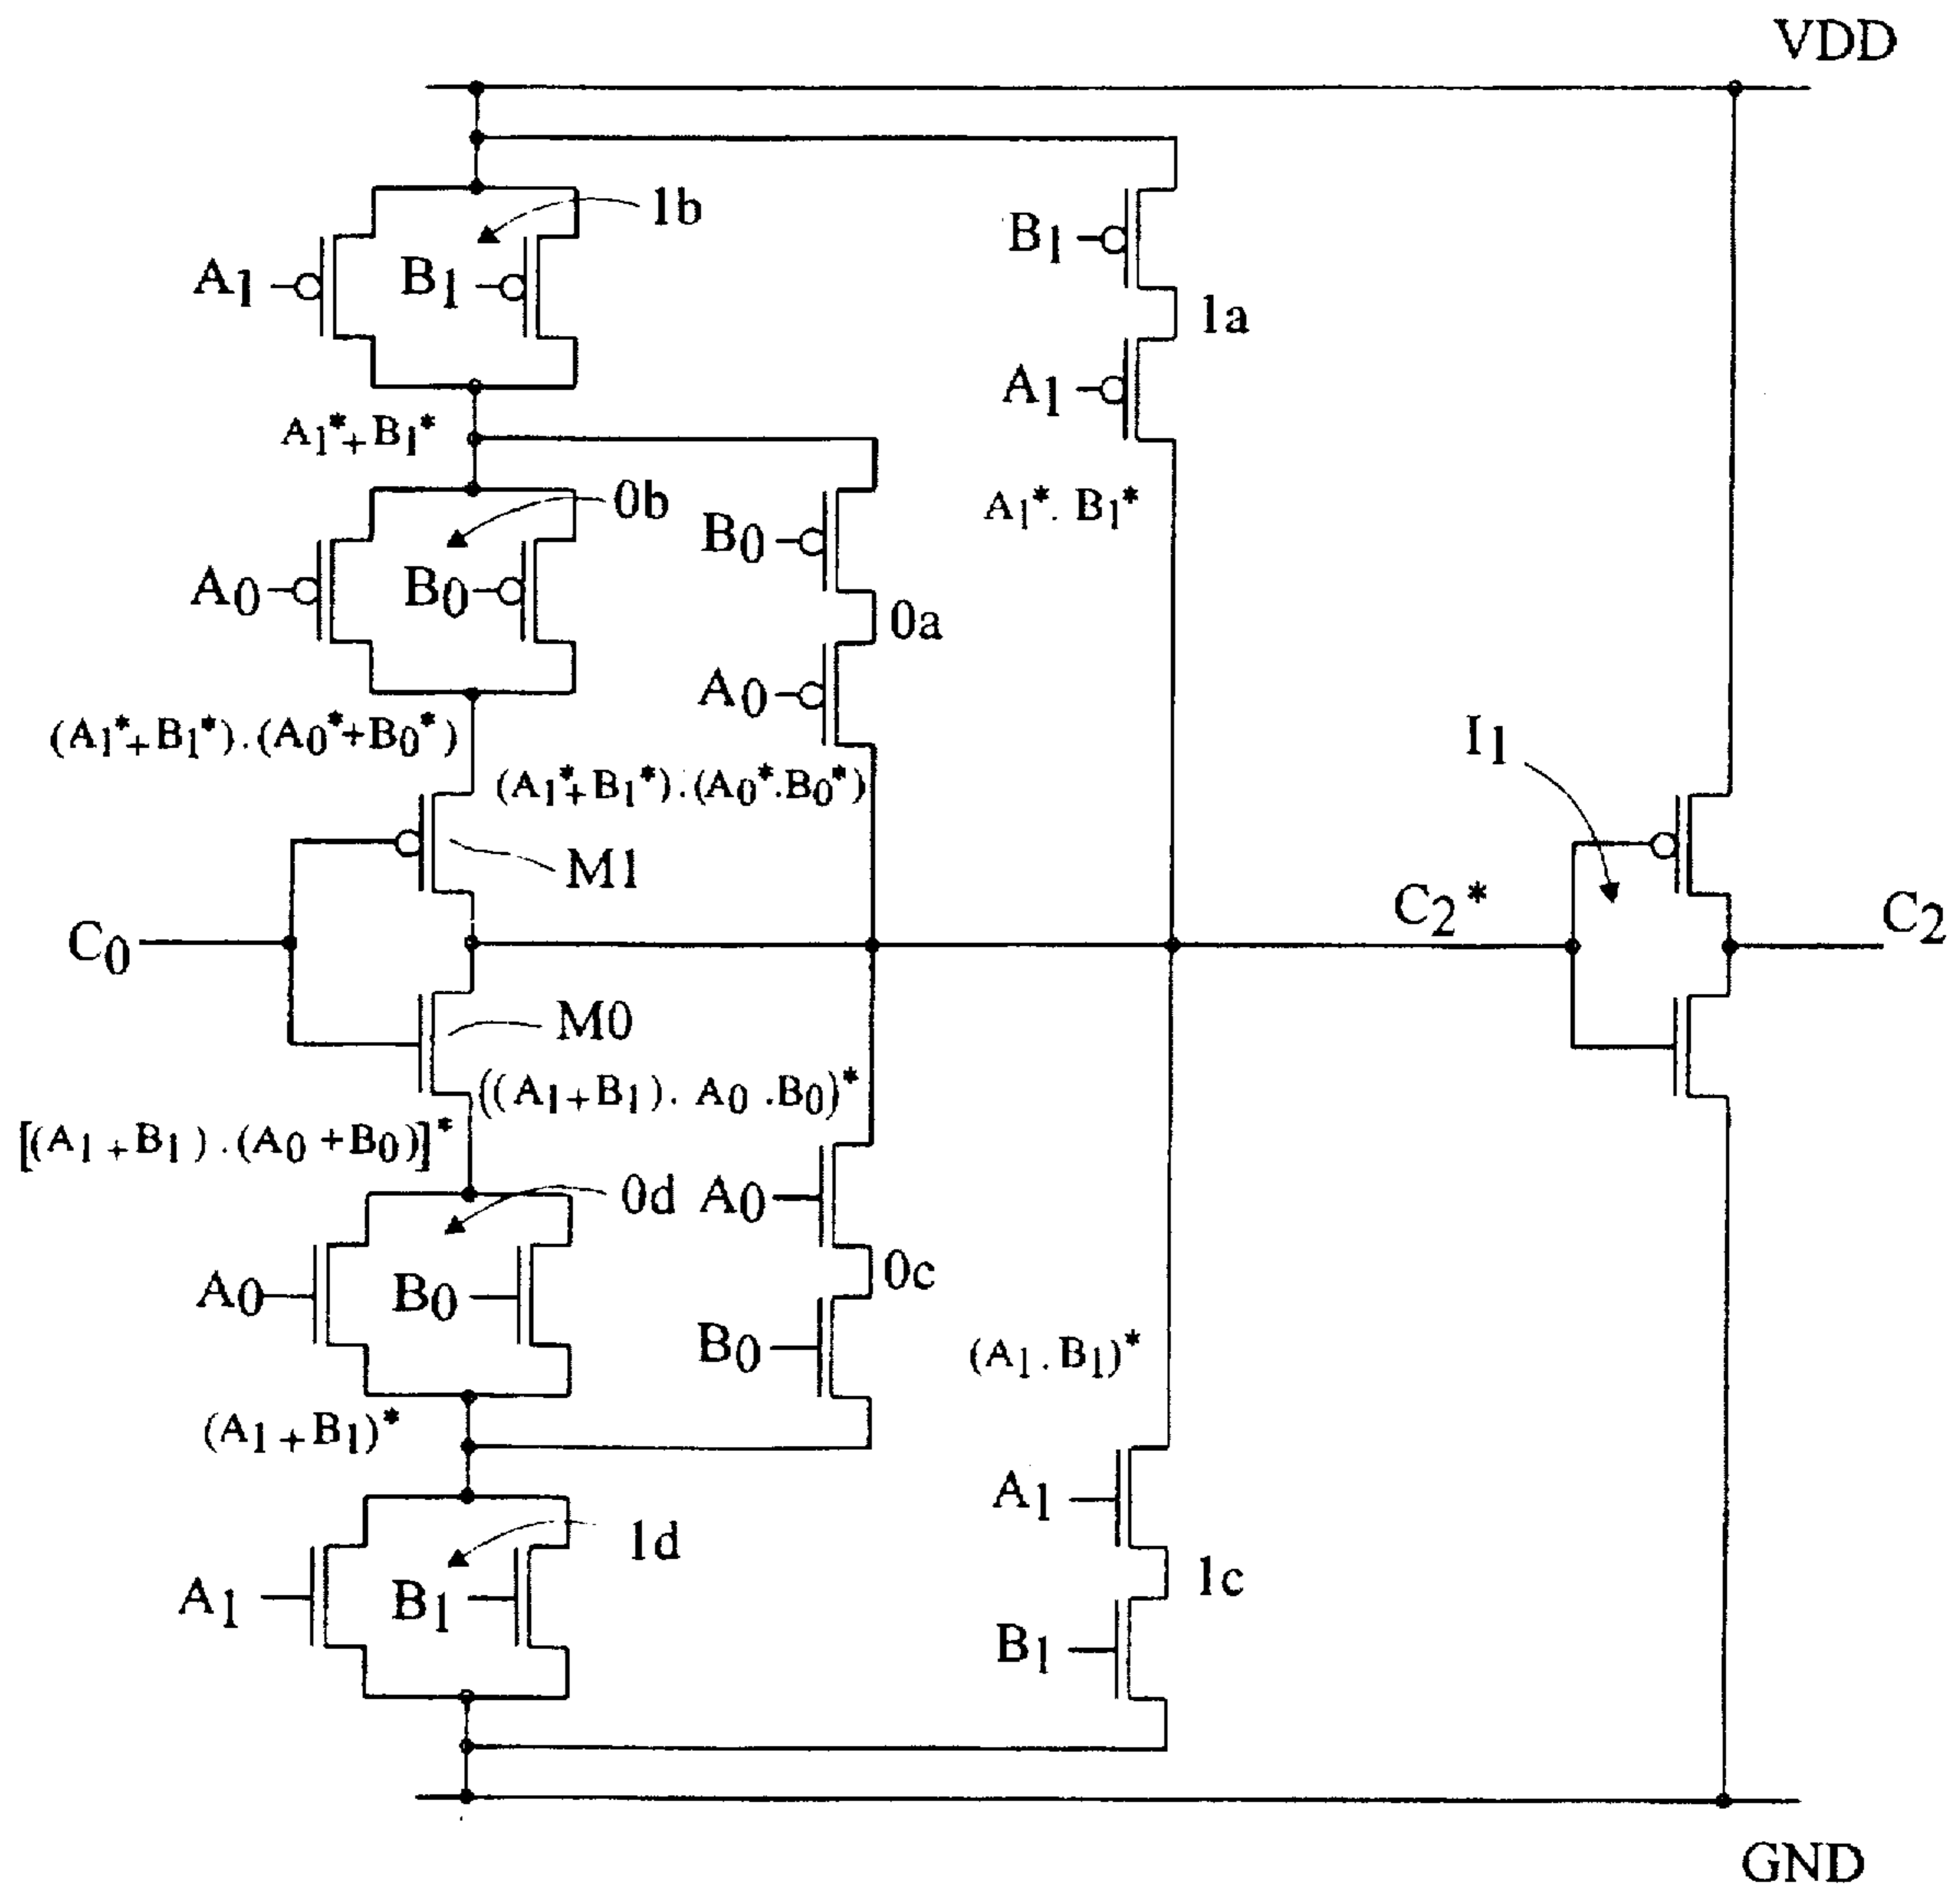 VDD
1b
B1
A1
B1
1a
A1
A1*+B1*
0b
A1*. B1*
B0
A0
B0
0a
A0
(A1*+B1*).(A0*+B0*)
I1
(A1*+B1*).(A0*.B0*)
M1
C2*
C2
C0
M0
((A1+B1). A0 .B0)*
[(A1+B1).(A0+B0)]*
0d
A0
A0
B0
0c
B0
(A1.B1)*
(A1+B1)*
A1
1d
1c
A1
B1
B1
GND